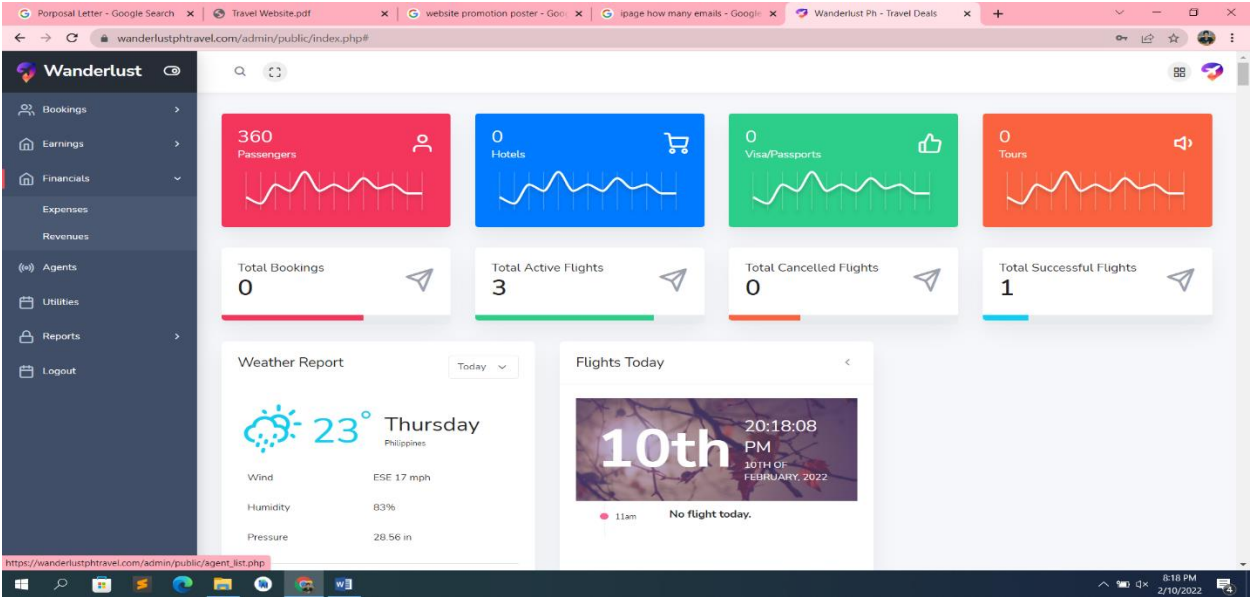 Porposal Letter - Google Search
Travel Website.pdf
website promotion poster - Goo
ipage how many emails - Google
Wanderlust Ph - Travel Deals
wanderlustphtravel.com/admin/public/index.php#
Wanderlust
Bookings
Earnings
Financials
Expenses
Revenues
Agents
Utilities
Reports
Logout
360
Passengers
0
Hotels
0
Visa/Passports
0
Tours
Total Bookings
0
Total Active Flights
3
Total Cancelled Flights
0
Total Successful Flights
1
Weather Report
Today
23°
Thursday
Philippines
Wind ESE 17 mph
Humidity 83%
Pressure 28.56 in
Flights Today
10th
20:18:08
PM
10TH OF
FEBRUARY, 2022
11am No flight today.
https://wanderlustphtravel.com/admin/public/agent_list.php
8:18 PM
2/10/2022
4